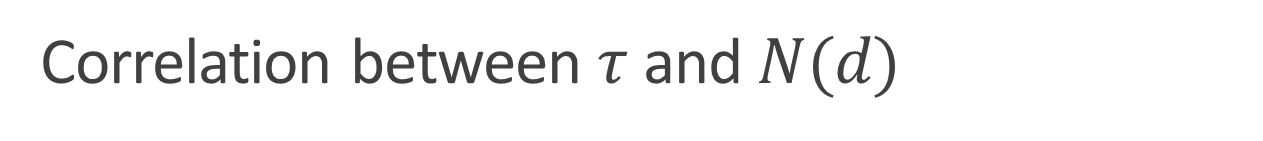 Correlation between τ and N(d)